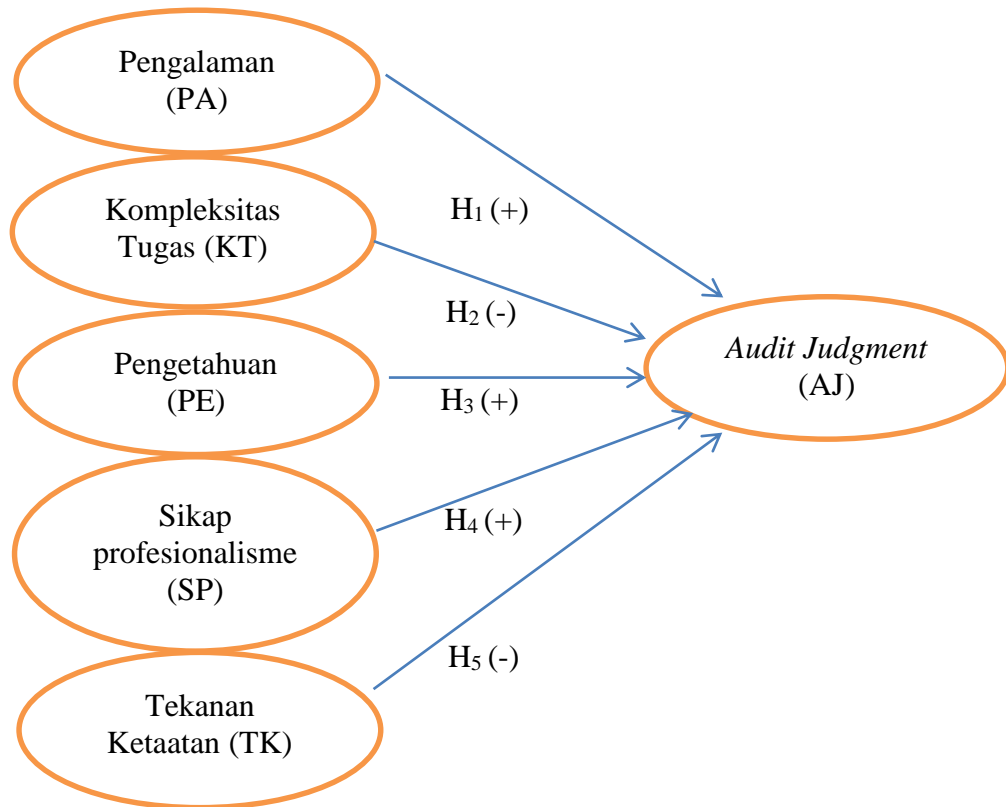 Pengalaman
(PA)
Kompleksitas
Tugas (KT)
Pengetahuan
(PE)
Sikap
profesionalisme
(SP)
Tekanan
Ketaatan (TK)
H₁ (+)
H₂ (-)
H₃ (+)
H₄ (+)
H₅ (-)
Audit Judgment
(AJ)